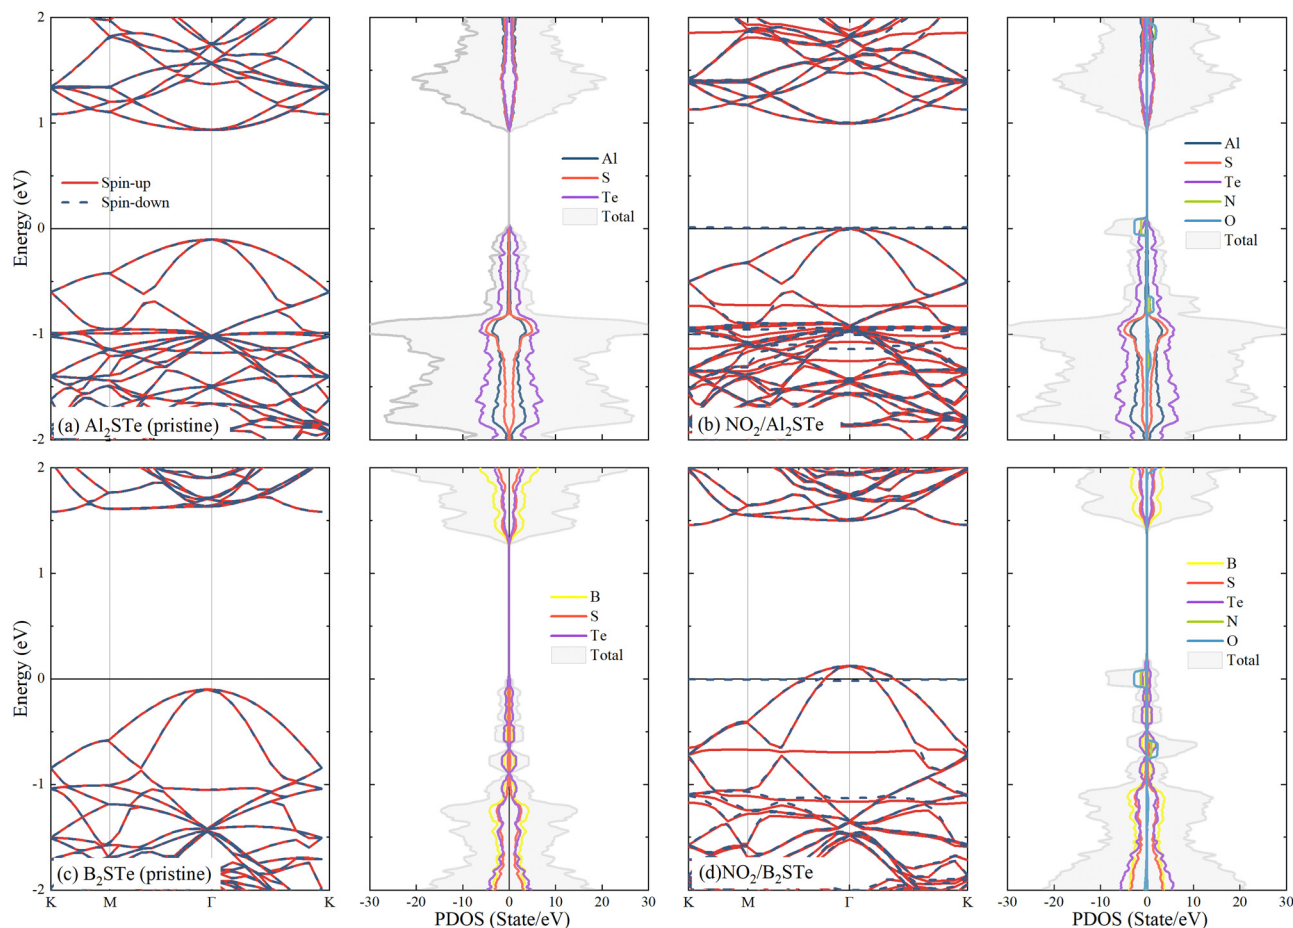 2
1
0
-1
-2
Energy (eV)
Spin-up
Spin-down
(a) Al₂STe (pristine)
Al
S
Te
Total
(b) NO₂/Al₂STe
Al
S
Te
N
O
Total
2
1
0
-1
-2
Energy (eV)
(c) B₂STe (pristine)
K M Γ K
B
S
Te
Total
-30 -20 -10 0 10 20 30
PDOS (State/eV)
(d)NO₂/B₂STe
K M Γ K
B
S
Te
N
O
Total
-30 -20 -10 0 10 20 30
PDOS (State/eV)